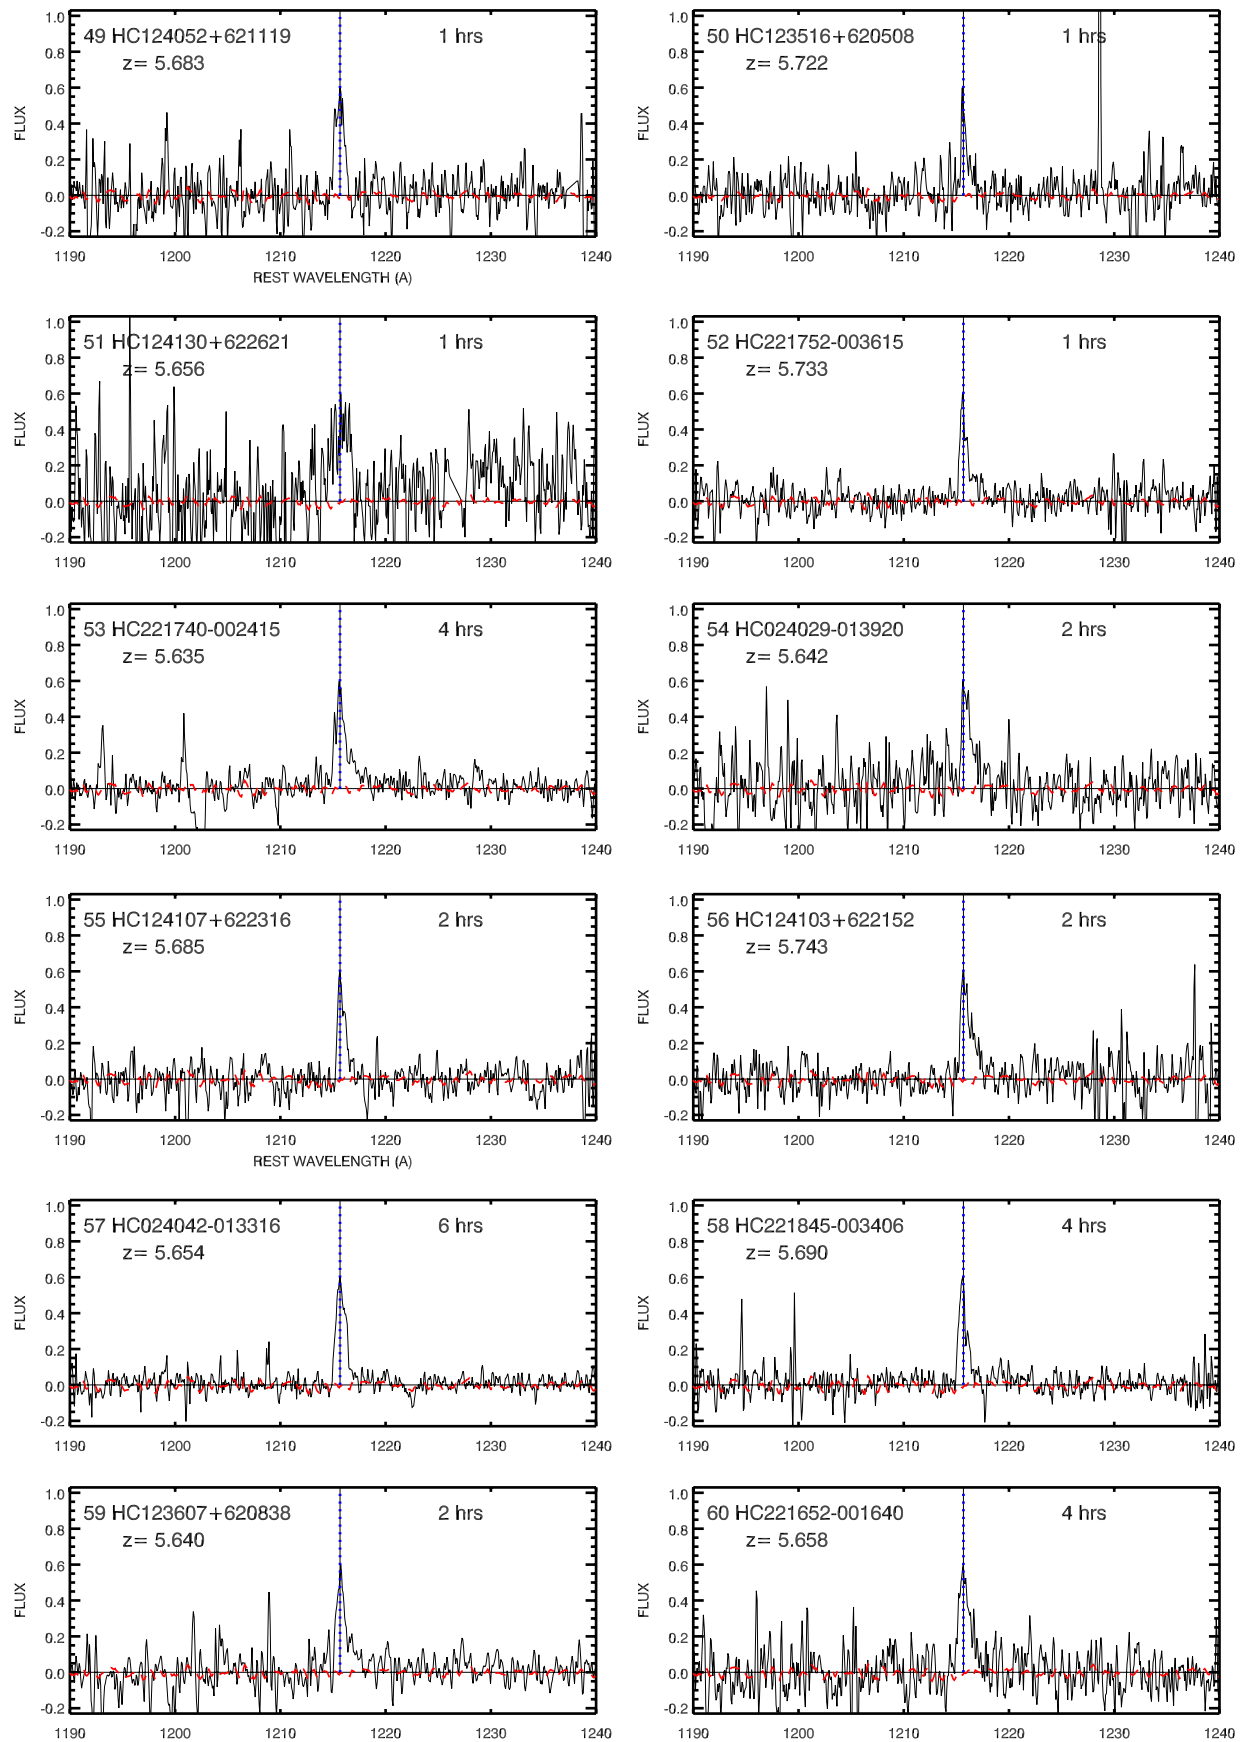 49 HC124052+621119
1 hrs
z= 5.683
1.0
0.8
0.6
0.4
0.2
0.0
-0.2
FLUX
1190 1200 1210 1220 1230 1240
REST WAVELENGTH (A)
50 HC123516+620508
1 hrs
z= 5.722
1.0
0.8
0.6
0.4
0.2
0.0
-0.2
FLUX
1190 1200 1210 1220 1230 1240
51 HC124130+622621
1 hrs
z= 5.656
1.0
0.8
0.6
0.4
0.2
0.0
-0.2
FLUX
1190 1200 1210 1220 1230 1240
52 HC221752-003615
1 hrs
z= 5.733
1.0
0.8
0.6
0.4
0.2
0.0
-0.2
FLUX
1190 1200 1210 1220 1230 1240
53 HC221740-002415
4 hrs
z= 5.635
1.0
0.8
0.6
0.4
0.2
0.0
-0.2
FLUX
1190 1200 1210 1220 1230 1240
54 HC024029-013920
2 hrs
z= 5.642
1.0
0.8
0.6
0.4
0.2
0.0
-0.2
FLUX
1190 1200 1210 1220 1230 1240
55 HC124107+622316
2 hrs
z= 5.685
1.0
0.8
0.6
0.4
0.2
0.0
-0.2
FLUX
1190 1200 1210 1220 1230 1240
REST WAVELENGTH (A)
56 HC124103+622152
2 hrs
z= 5.743
1.0
0.8
0.6
0.4
0.2
0.0
-0.2
FLUX
1190 1200 1210 1220 1230 1240
57 HC024042-013316
6 hrs
z= 5.654
1.0
0.8
0.6
0.4
0.2
0.0
-0.2
FLUX
1190 1200 1210 1220 1230 1240
58 HC221845-003406
4 hrs
z= 5.690
1.0
0.8
0.6
0.4
0.2
0.0
-0.2
FLUX
1190 1200 1210 1220 1230 1240
59 HC123607+620838
2 hrs
z= 5.640
1.0
0.8
0.6
0.4
0.2
0.0
-0.2
FLUX
1190 1200 1210 1220 1230 1240
60 HC221652-001640
4 hrs
z= 5.658
1.0
0.8
0.6
0.4
0.2
0.0
-0.2
FLUX
1190 1200 1210 1220 1230 1240